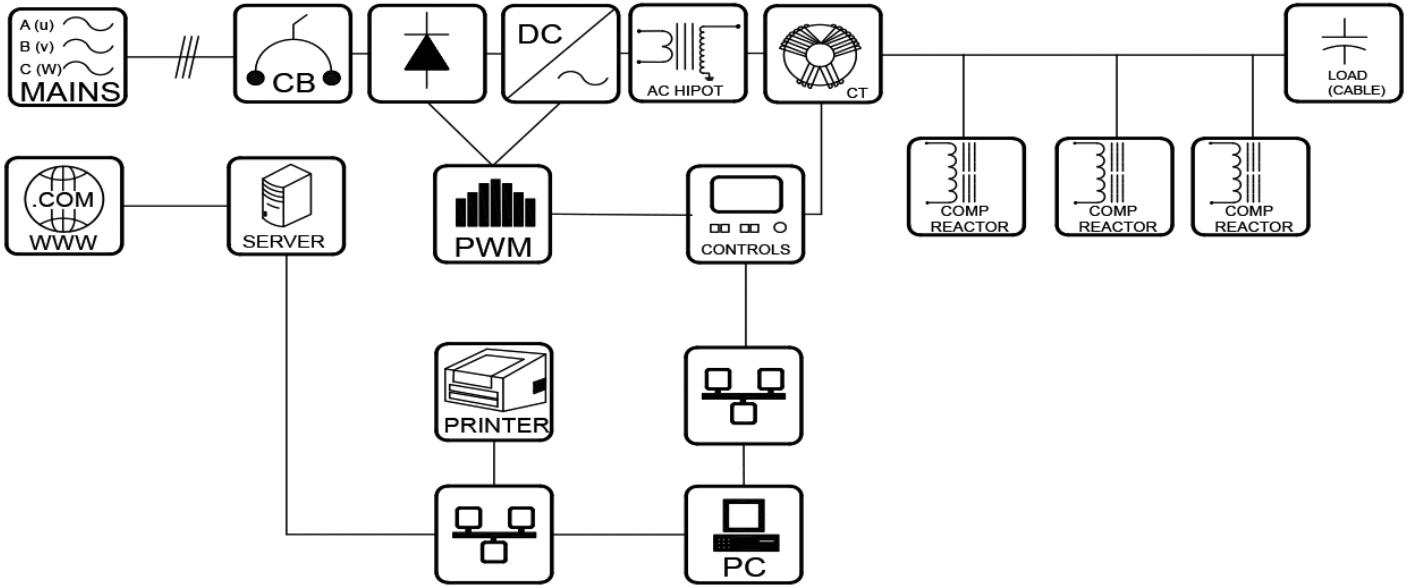 A (u)
B (v)
C (W)
MAINS
CB
DC
AC HIPOT
CT
LOAD
(CABLE)
.COM
WWW
SERVER
PWM
CONTROLS
COMP
REACTOR
COMP
REACTOR
COMP
REACTOR
PRINTER
PC